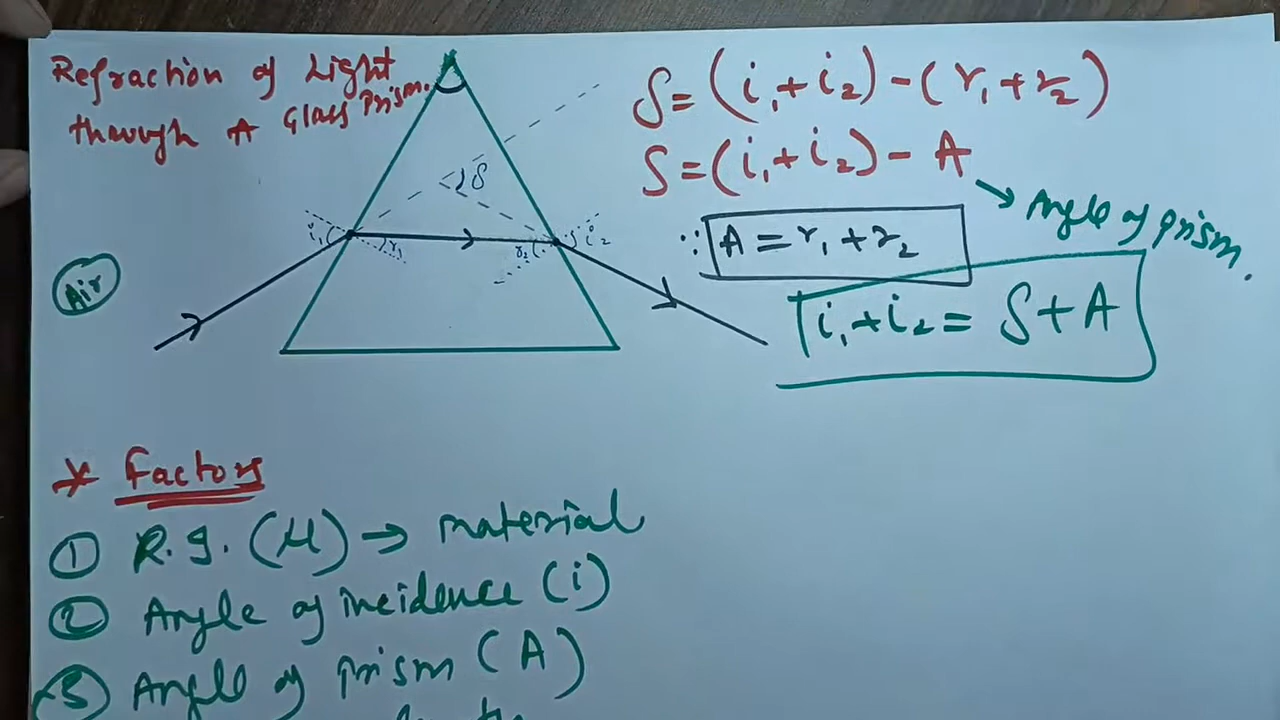 Refraction of Light
through A Glass Prism.
δ = (i₁+i₂) - (r₁+r₂)
δ = (i₁+i₂) - A
Angle of prism.
∵ A = r₁+r₂
i₁+i₂ = δ+A
δ
i₁
r₁
r₂
i₂
Air
* Factors
① R.I. (μ) → material
② Angle of incidence (i)
③ Angle of prism (A)